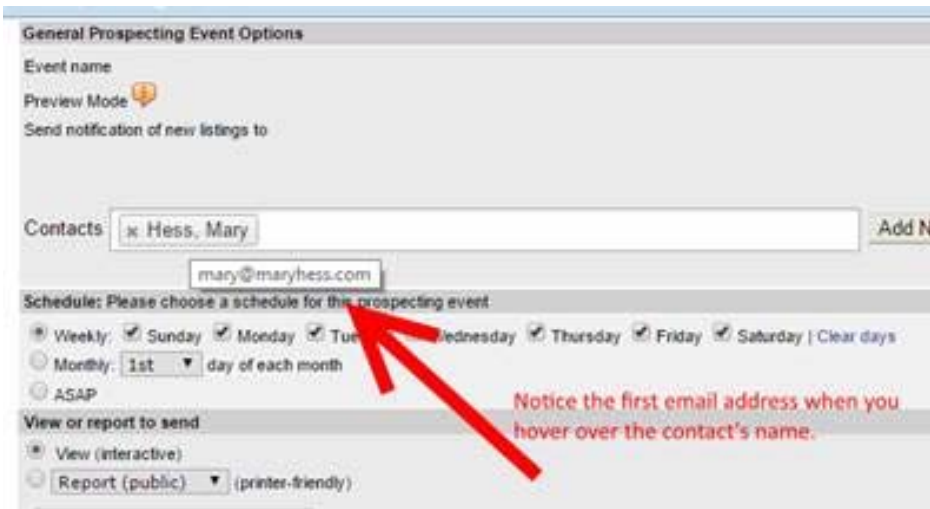 General Prospecting Event Options
Event name
Preview Mode
Send notification of new listings to
Contacts × Hess, Mary Add N
mary@maryhess.com
Schedule: Please choose a schedule for this prospecting event
Weekly: Sunday Monday Tue ednesday Thursday Friday Saturday | Clear days
Monthly: 1st day of each month
ASAP
Notice the first email address when you
hover over the contact's name.
View or report to send
View (interactive)
Report (public) (printer-friendly)